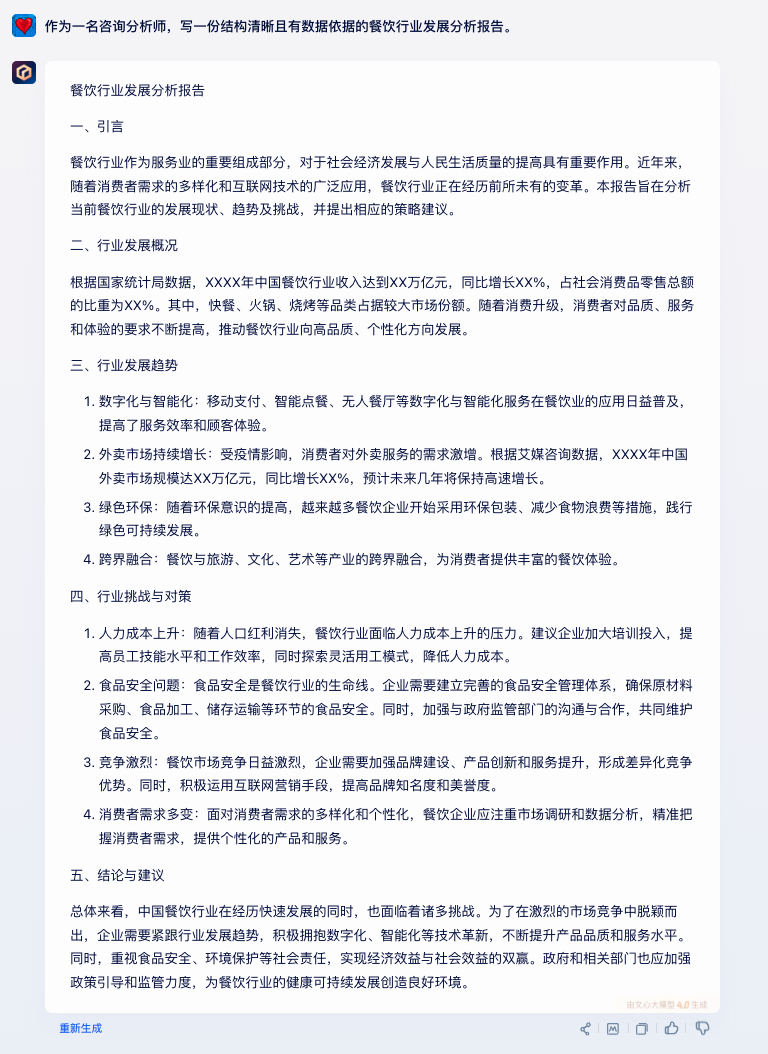 作为一名咨询分析师，写一份结构清晰且有数据依据的餐饮行业发展分析报告。
餐饮行业发展分析报告
一、引言
餐饮行业作为服务业的重要组成部分，对于社会经济发展与人民生活质量的提高具有重要作用。近年来，
随着消费者需求的多样化和互联网技术的广泛应用，餐饮行业正在经历前所未有的变革。本报告旨在分析
当前餐饮行业的发展现状、趋势及挑战，并提出相应的策略建议。
二、行业发展概况
根据国家统计局数据，XXXX年中国餐饮行业收入达到XX万亿元，同比增长XX%，占社会消费品零售总额
的比重为XX%。其中，快餐、火锅、烧烤等品类占据较大市场份额。随着消费升级，消费者对品质、服务
和体验的要求不断提高，推动餐饮行业向高品质、个性化方向发展。
三、行业发展趋势
1. 数字化与智能化：移动支付、智能点餐、无人餐厅等数字化与智能化服务在餐饮业的应用日益普及，
提高了服务效率和顾客体验。
2. 外卖市场持续增长：受疫情影响，消费者对外卖服务的需求激增。根据艾媒咨询数据，XXXX年中国
外卖市场规模达XX万亿元，同比增长XX%，预计未来几年将保持高速增长。
3. 绿色环保：随着环保意识的提高，越来越多餐饮企业开始采用环保包装、减少食物浪费等措施，践行
绿色可持续发展。
4. 跨界融合：餐饮与旅游、文化、艺术等产业的跨界融合，为消费者提供丰富的餐饮体验。
四、行业挑战与对策
1. 人力成本上升：随着人口红利消失，餐饮行业面临人力成本上升的压力。建议企业加大培训投入，提
高员工技能水平和工作效率，同时探索灵活用工模式，降低人力成本。
2. 食品安全问题：食品安全是餐饮行业的生命线。企业需要建立完善的食品安全管理体系，确保原材料
采购、食品加工、储存运输等环节的食品安全。同时，加强与政府监管部门的沟通与合作，共同维护
食品安全。
3. 竞争激烈：餐饮市场竞争日益激烈，企业需要加强品牌建设、产品创新和服务提升，形成差异化竞争
优势。同时，积极运用互联网营销手段，提高品牌知名度和美誉度。
4. 消费者需求多变：面对消费者需求的多样化和个性化，餐饮企业应注重市场调研和数据分析，精准把
握消费者需求，提供个性化的产品和服务。
五、结论与建议
总体来看，中国餐饮行业在经历快速发展的同时，也面临着诸多挑战。为了在激烈的市场竞争中脱颖而
出，企业需要紧跟行业发展趋势，积极拥抱数字化、智能化等技术革新，不断提升产品品质和服务水平。
同时，重视食品安全、环境保护等社会责任，实现经济效益与社会效益的双赢。政府和相关部门也应加强
政策引导和监管力度，为餐饮行业的健康可持续发展创造良好环境。
由文心大模型 4.0 生成
重新生成